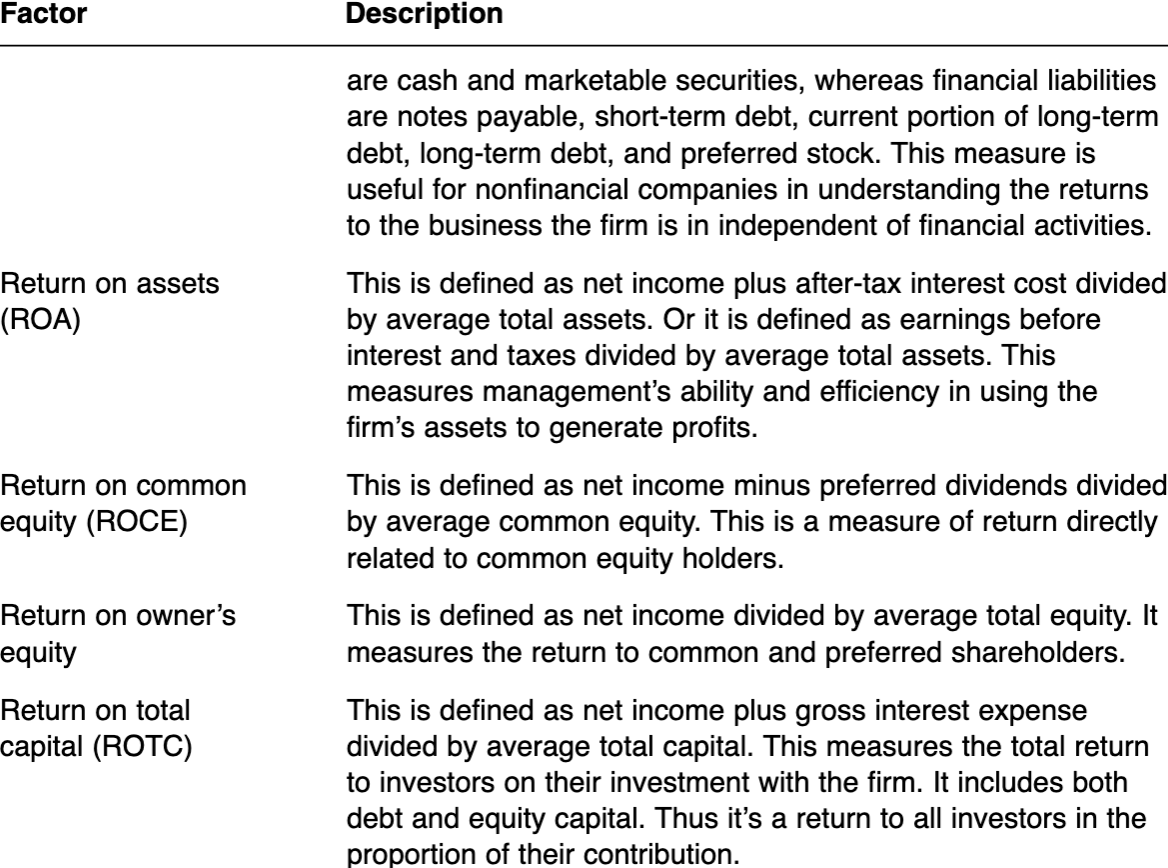 Factor Description
are cash and marketable securities, whereas financial liabilities
are notes payable, short-term debt, current portion of long-term
debt, long-term debt, and preferred stock. This measure is
useful for nonfinancial companies in understanding the returns
to the business the firm is in independent of financial activities.
Return on assets
(ROA)
This is defined as net income plus after-tax interest cost divided
by average total assets. Or it is defined as earnings before
interest and taxes divided by average total assets. This
measures management’s ability and efficiency in using the
firm’s assets to generate profits.
Return on common
equity (ROCE)
This is defined as net income minus preferred dividends divided
by average common equity. This is a measure of return directly
related to common equity holders.
Return on owner’s
equity
This is defined as net income divided by average total equity. It
measures the return to common and preferred shareholders.
Return on total
capital (ROTC)
This is defined as net income plus gross interest expense
divided by average total capital. This measures the total return
to investors on their investment with the firm. It includes both
debt and equity capital. Thus it’s a return to all investors in the
proportion of their contribution.